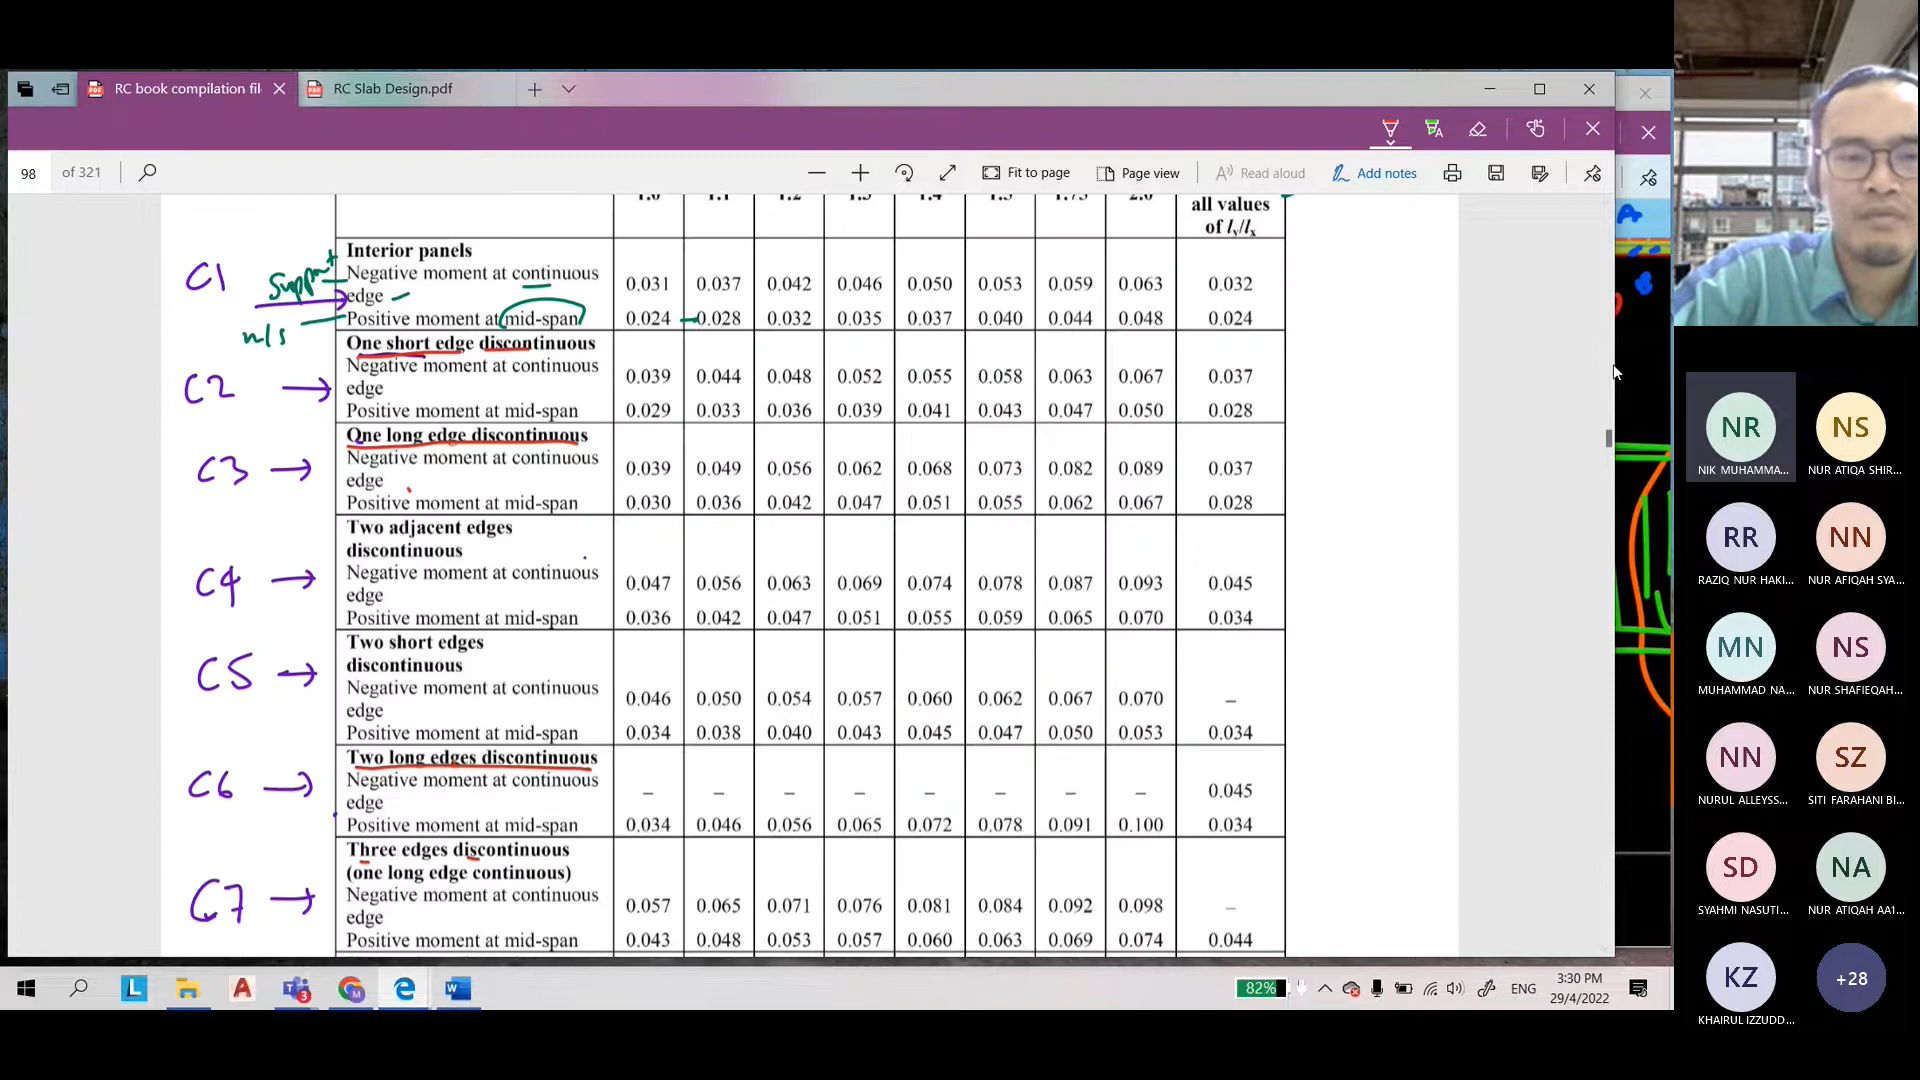 RC book compilation fil
RC Slab Design.pdf
98 of 321
Fit to page
Page view
Read aloud
Add notes
all values
of ly/lx
Interior panels
Negative moment at continuous
edge 0.031 0.037 0.042 0.046 0.050 0.053 0.059 0.063 0.032
Positive moment at mid-span 0.024 0.028 0.032 0.035 0.037 0.040 0.044 0.048 0.024
One short edge discontinuous
Negative moment at continuous
edge 0.039 0.044 0.048 0.052 0.055 0.058 0.063 0.067 0.037
Positive moment at mid-span 0.029 0.033 0.036 0.039 0.041 0.043 0.047 0.050 0.028
One long edge discontinuous
Negative moment at continuous
edge 0.039 0.049 0.056 0.062 0.068 0.073 0.082 0.089 0.037
Positive moment at mid-span 0.030 0.036 0.042 0.047 0.051 0.055 0.062 0.067 0.028
Two adjacent edges
discontinuous
Negative moment at continuous
edge 0.047 0.056 0.063 0.069 0.074 0.078 0.087 0.093 0.045
Positive moment at mid-span 0.036 0.042 0.047 0.051 0.055 0.059 0.065 0.070 0.034
Two short edges
discontinuous
Negative moment at continuous
edge 0.046 0.050 0.054 0.057 0.060 0.062 0.067 0.070 –
Positive moment at mid-span 0.034 0.038 0.040 0.043 0.045 0.047 0.050 0.053 0.034
Two long edges discontinuous
Negative moment at continuous
edge – – – – – – – – 0.045
Positive moment at mid-span 0.034 0.046 0.056 0.065 0.072 0.078 0.091 0.100 0.034
Three edges discontinuous
(one long edge continuous)
Negative moment at continuous
edge 0.057 0.065 0.071 0.076 0.081 0.084 0.092 0.098 –
Positive moment at mid-span 0.043 0.048 0.053 0.057 0.060 0.063 0.069 0.074 0.044
C1
Support
m/s
C2
C3
C4
C5
C6
C7
A
NR
NIK MUHAMMA...
NS
NUR ATIQA SHIR...
RR
RAZIQ NUR HAKI...
NN
NUR AFIQAH SYA...
MN
MUHAMMAD NA...
NS
NUR SHAFIEQAH...
NN
NURUL ALLEYSS...
SZ
SITI FARAHANI BI...
SD
SYAHMI NASUTI...
NA
NUR ATIQAH AA1...
KZ
KHAIRUL IZZUDD...
+28
82%
ENG
3:30 PM
29/4/2022